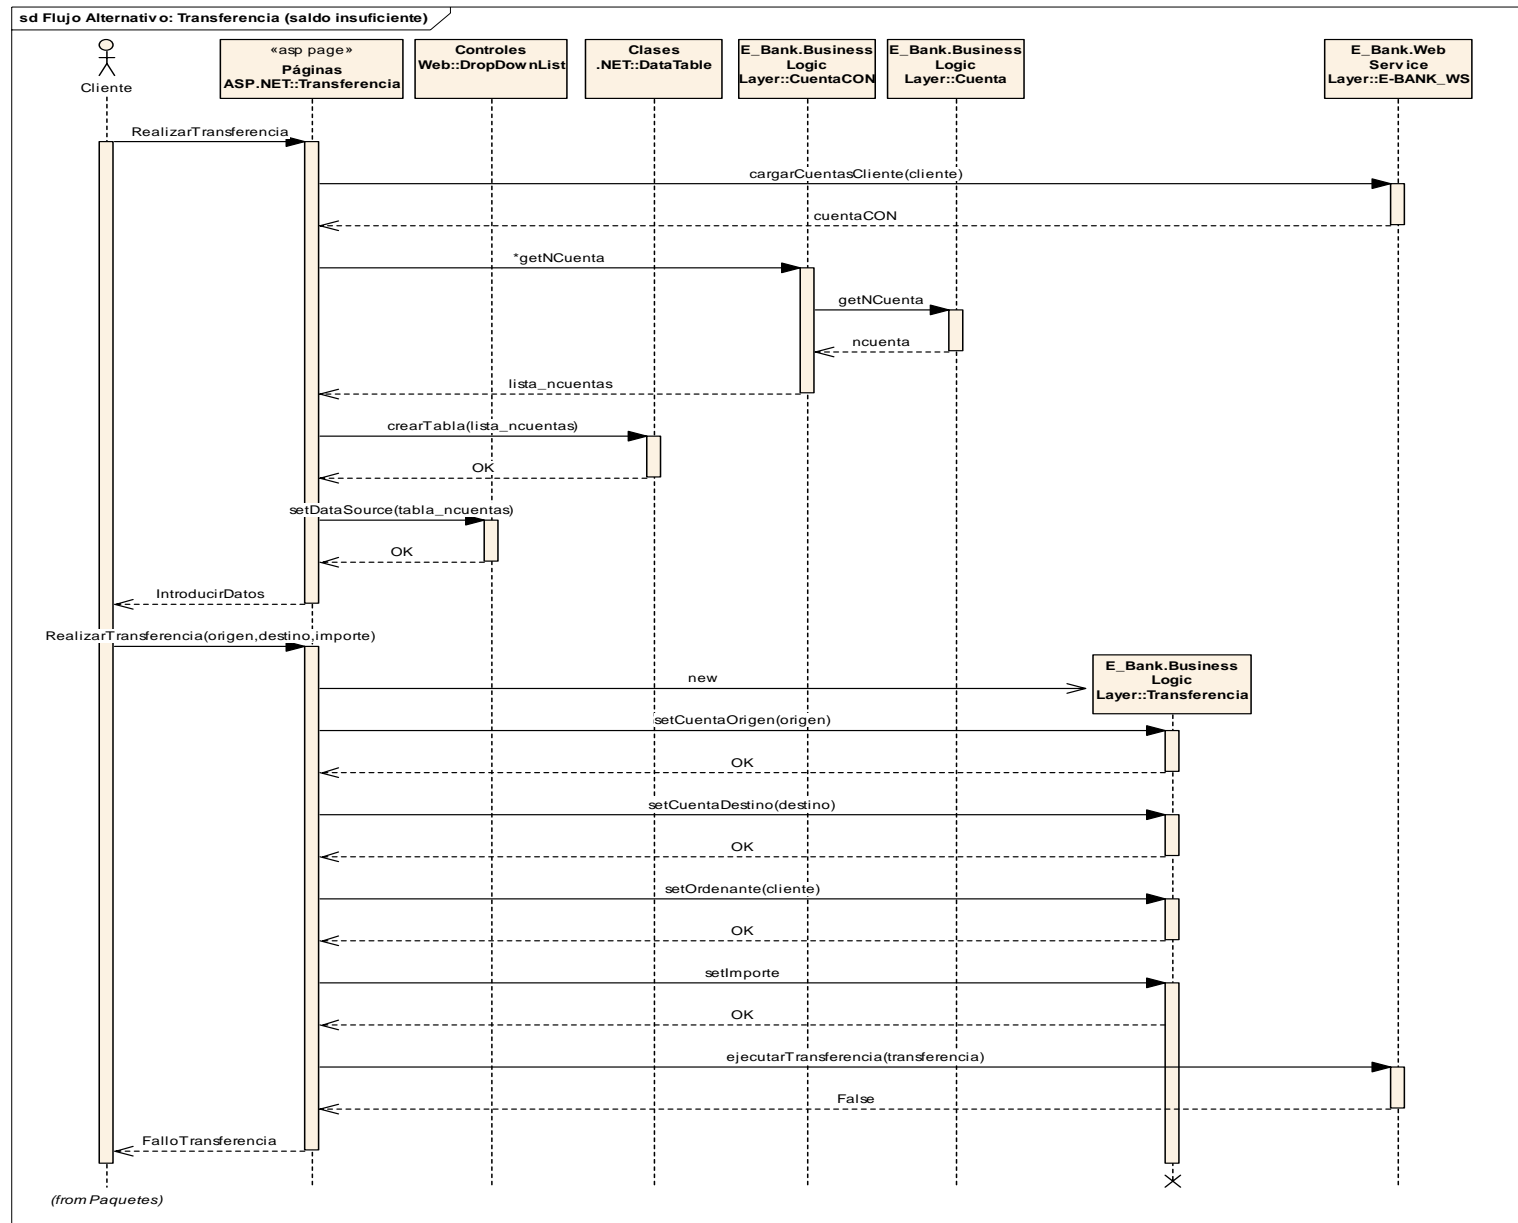 sd Flujo Alternativo: Transferencia (saldo insuficiente)
Cliente
«asp page»
Páginas
ASP.NET::Transferencia
Controles
Web::DropDownList
Clases
.NET::DataTable
E_Bank.Business
Logic
Layer::CuentaCON
E_Bank.Business
Logic
Layer::Cuenta
E_Bank.Web
Service
Layer::E-BANK_WS
RealizarTransferencia
cargarCuentasCliente(cliente)
cuentaCON
*getNCuenta
getNCuenta
ncuenta
lista_ncuentas
crearTabla(lista_ncuentas)
OK
setDataSource(tabla_ncuentas)
OK
IntroducirDatos
RealizarTransferencia(origen,destino,importe)
E_Bank.Business
Logic
Layer::Transferencia
new
setCuentaOrigen(origen)
OK
setCuentaDestino(destino)
OK
setOrdenante(cliente)
OK
setImporte
OK
ejecutarTransferencia(transferencia)
False
FalloTransferencia
(from Paquetes)